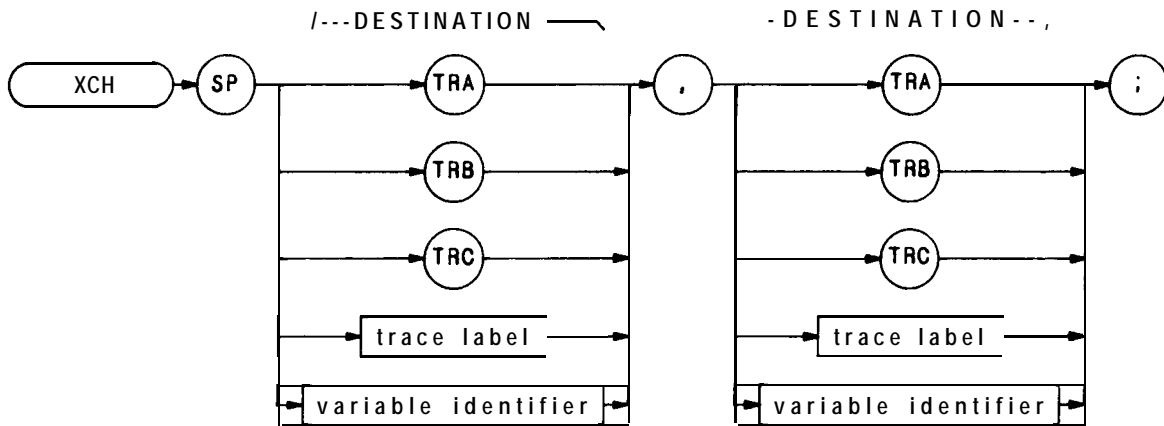 /---DESTINATION -DESTINATION--,
XCH SP TRA , TRA ;
TRB TRB
TRC TRC
trace label trace label
variable identifier variable identifier